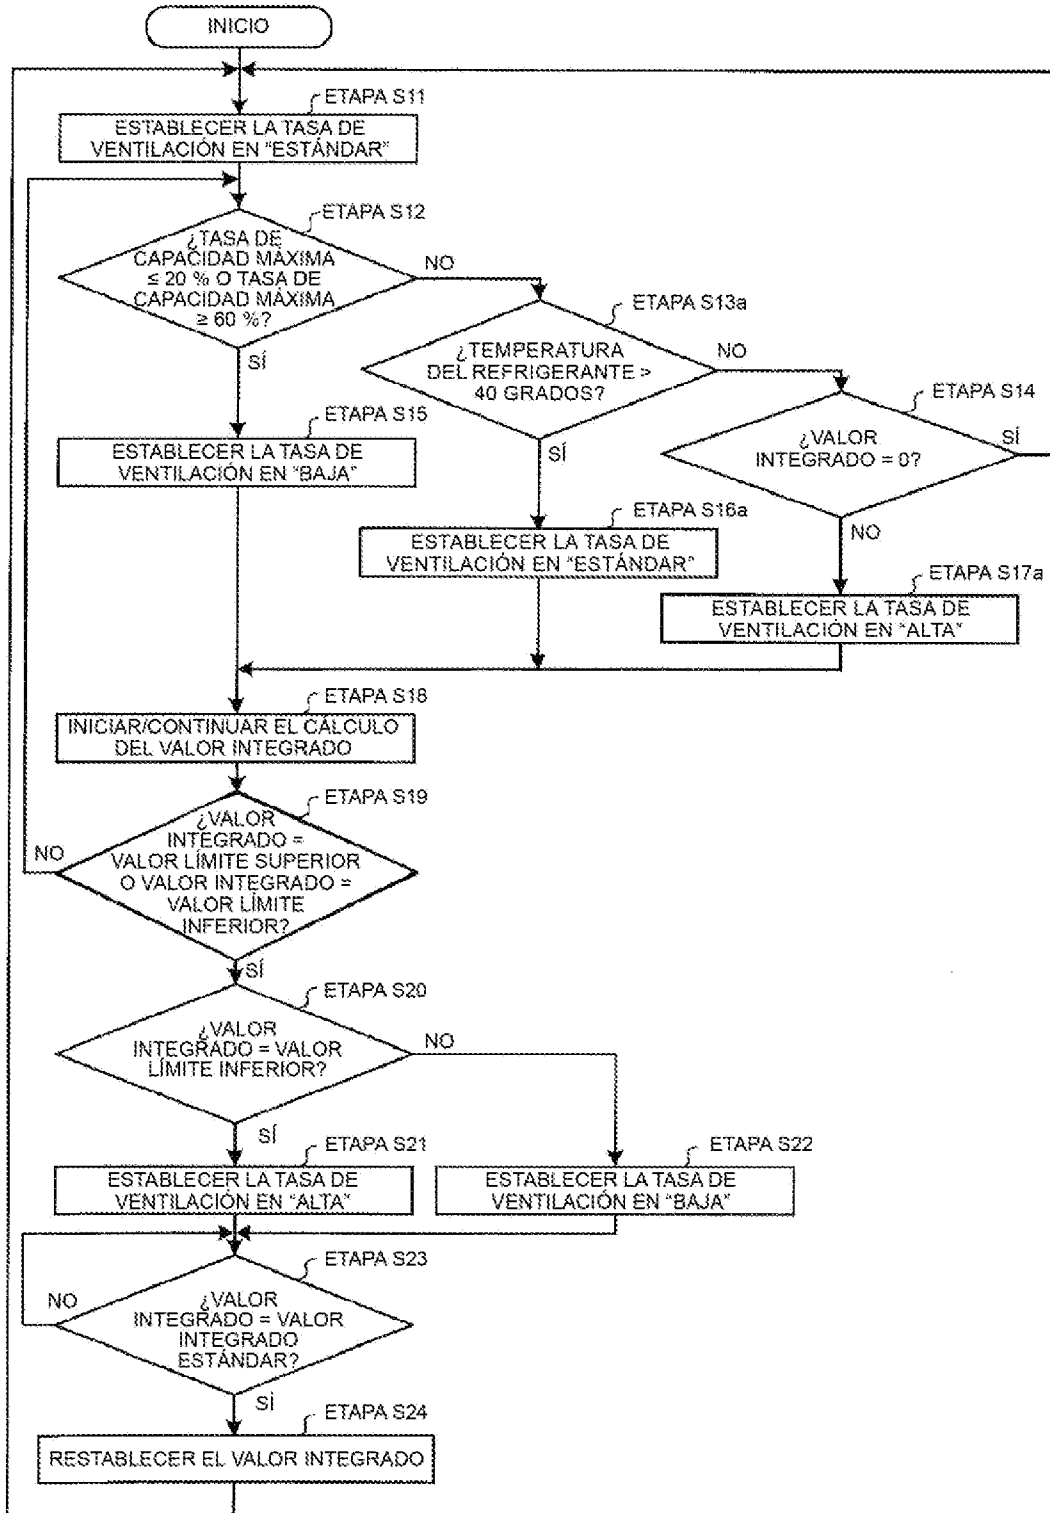 INICIO
ETAPA S11
ESTABLECER LA TASA DE
VENTILACIÓN EN "ESTÁNDAR"
ETAPA S12
¿TASA DE
CAPACIDAD MÁXIMA
≤ 20 % O TASA DE
CAPACIDAD MÁXIMA
≥ 60 %?
NO
SÍ
ETAPA S13a
¿TEMPERATURA
DEL REFRIGERANTE >
40 GRADOS?
NO
SÍ
ETAPA S14
¿VALOR
INTEGRADO = 0?
SÍ
NO
ETAPA S15
ESTABLECER LA TASA DE
VENTILACIÓN EN "BAJA"
ETAPA S16a
ESTABLECER LA TASA DE
VENTILACIÓN EN "ESTÁNDAR"
ETAPA S17a
ESTABLECER LA TASA DE
VENTILACIÓN EN "ALTA"
ETAPA S18
INICIAR/CONTINUAR EL CÁLCULO
DEL VALOR INTEGRADO
ETAPA S19
¿VALOR
INTEGRADO =
VALOR LÍMITE SUPERIOR
O VALOR INTEGRADO =
VALOR LÍMITE
INFERIOR?
NO
SÍ
ETAPA S20
¿VALOR
INTEGRADO = VALOR
LÍMITE INFERIOR?
NO
SÍ
ETAPA S21
ESTABLECER LA TASA DE
VENTILACIÓN EN "ALTA"
ETAPA S22
ESTABLECER LA TASA DE
VENTILACIÓN EN "BAJA"
ETAPA S23
¿VALOR
INTEGRADO = VALOR
INTEGRADO
ESTÁNDAR?
NO
SÍ
ETAPA S24
RESTABLECER EL VALOR INTEGRADO